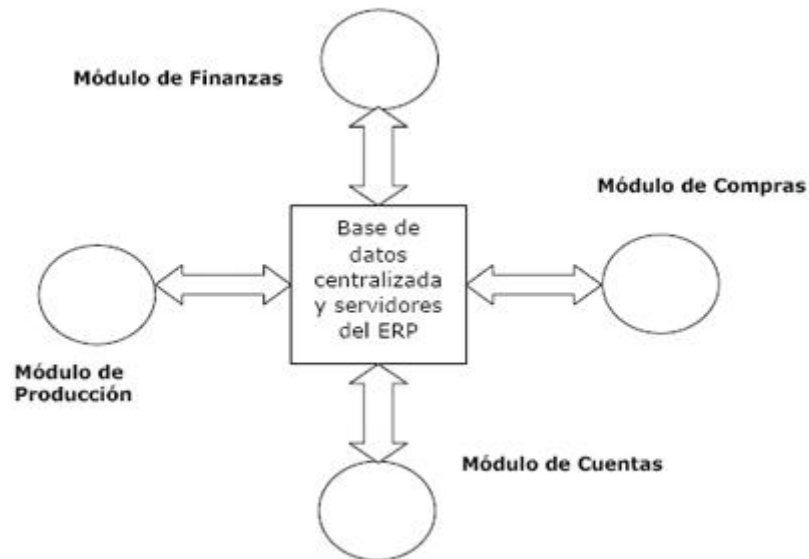 Módulo de Finanzas
Módulo de Compras
Base de
datos
centralizada
y servidores
del ERP
Módulo de
Producción
Módulo de Cuentas